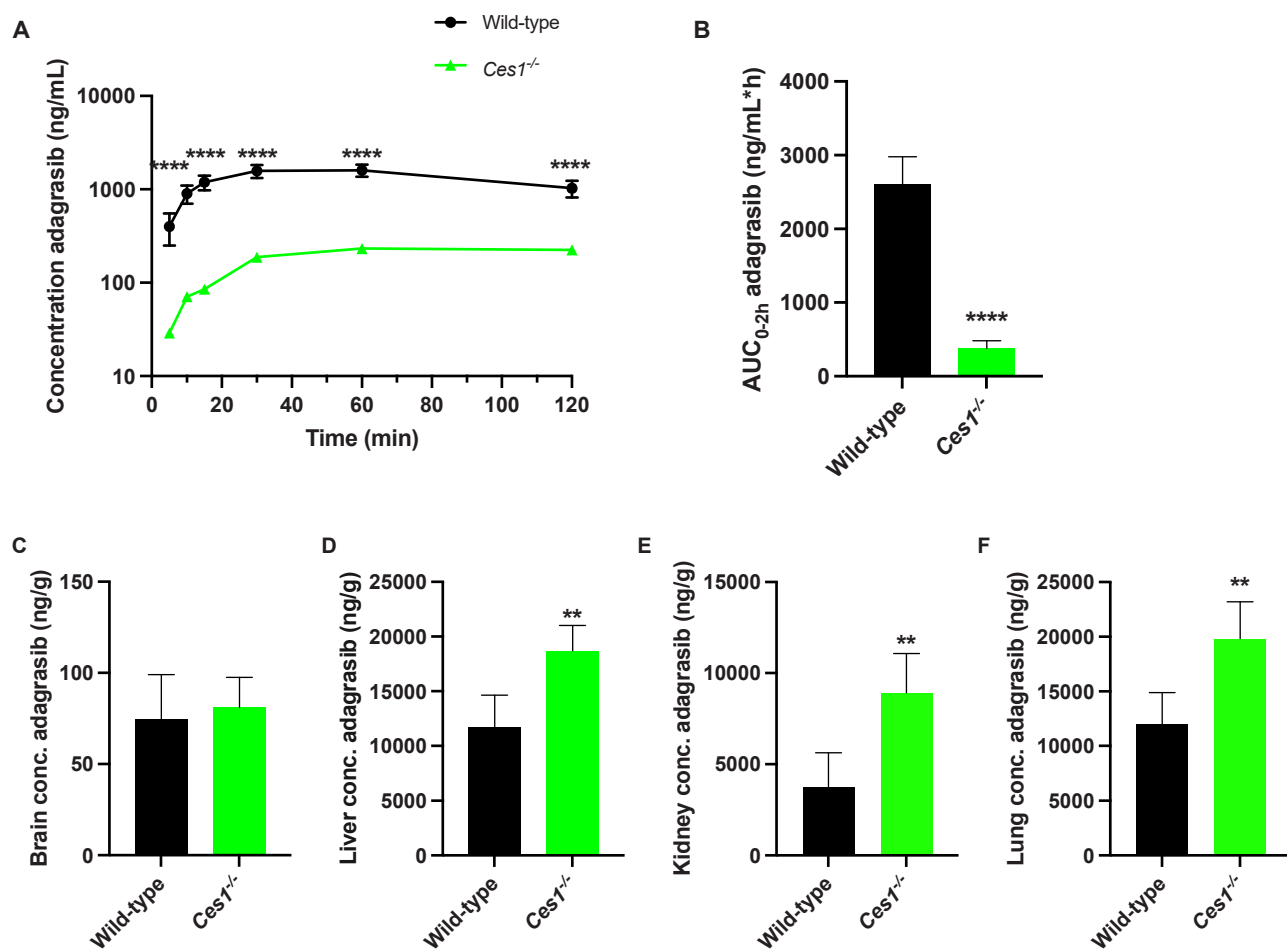 A
Wild-type
Ces1-/-
Concentration adagrasib (ng/mL)
10000
1000
100
10
**** **** **** **** ****
0 20 40 60 80 100 120
Time (min)
B
AUC0-2h adagrasib (ng/mL*h)
4000
3000
2000
1000
0
****
Wild-type
Ces1-/-
C
Brain conc. adagrasib (ng/g)
150
100
50
0
Wild-type
Ces1-/-
D
Liver conc. adagrasib (ng/g)
25000
20000
15000
10000
5000
0
**
Wild-type
Ces1-/-
E
Kidney conc. adagrasib (ng/g)
15000
10000
5000
0
**
Wild-type
Ces1-/-
F
Lung conc. adagrasib (ng/g)
25000
20000
15000
10000
5000
0
**
Wild-type
Ces1-/-